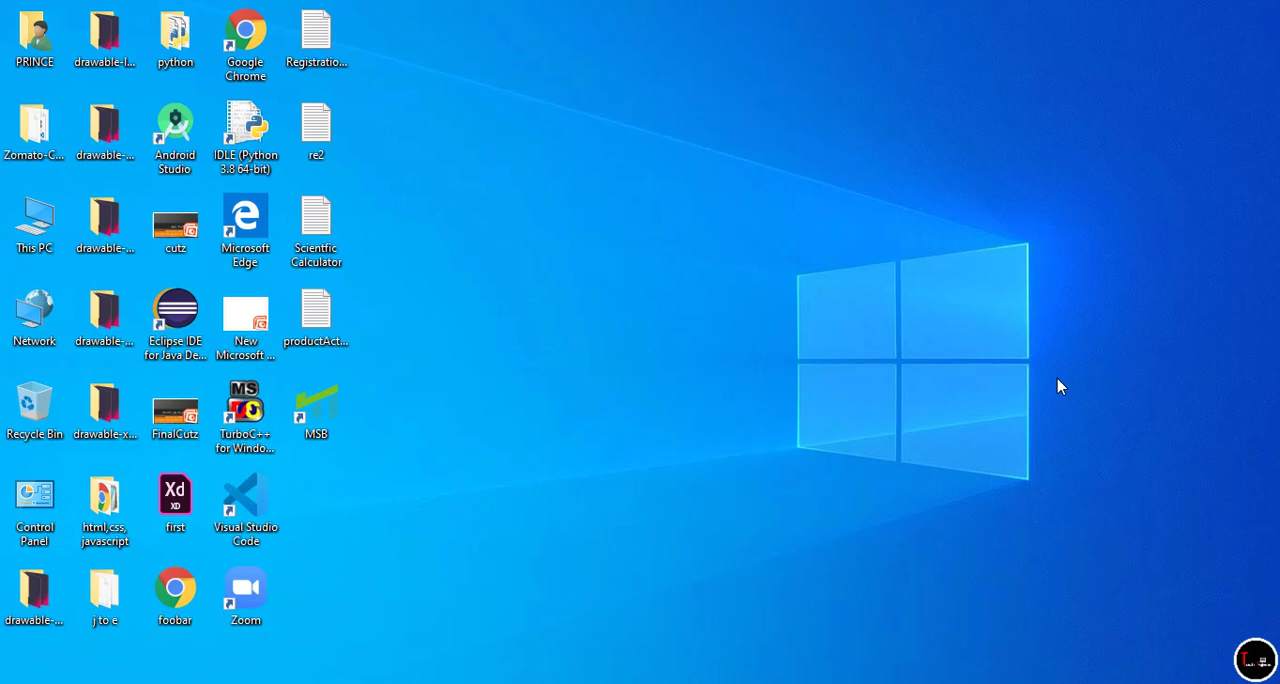 PRINCE
drawable-l...
python
Google
Chrome
Registratio...
Zomato-C...
drawable-...
Android
Studio
IDLE (Python
3.8 64-bit)
re2
This PC
drawable-...
cutz
Microsoft
Edge
Scientfic
Calculator
Network
drawable-...
Eclipse IDE
for Java De...
New
Microsoft ...
productAct...
Recycle Bin
drawable-x...
FinalCutz
MS
TurboC++
for Windo...
MSB
Control
Panel
html,css,
javascript
Xd
XD
first
Visual Studio
Code
drawable-...
j to e
foobar
Zoom